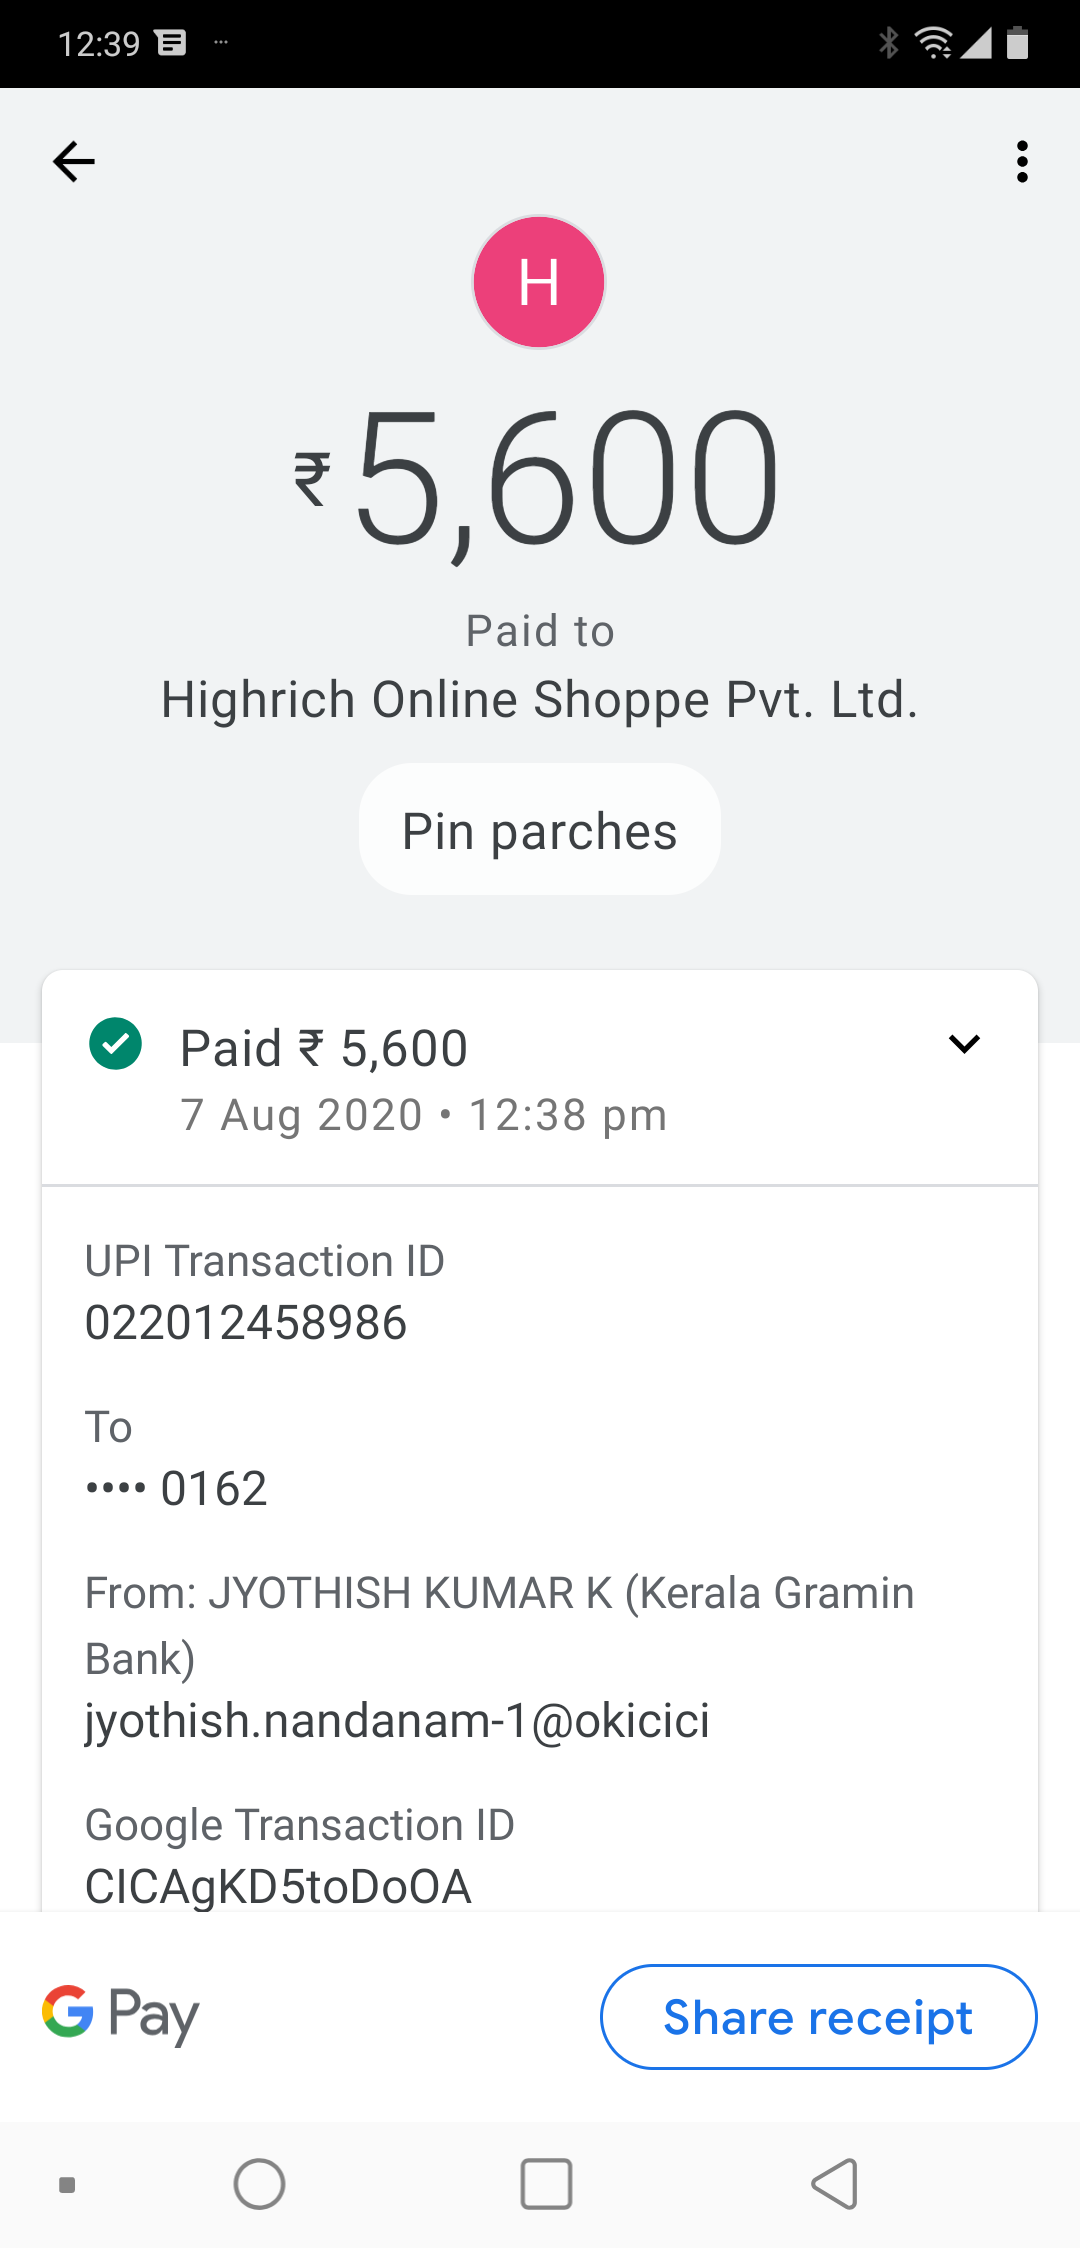 12:39
H
₹5,600
Paid to
Highrich Online Shoppe Pvt. Ltd.
Pin parches
Paid ₹ 5,600
7 Aug 2020 • 12:38 pm
UPI Transaction ID
022012458986
To
•••• 0162
From: JYOTHISH KUMAR K (Kerala Gramin
Bank)
jyothish.nandanam-1@okicici
Google Transaction ID
CICAgKD5toDoOA
G Pay
Share receipt